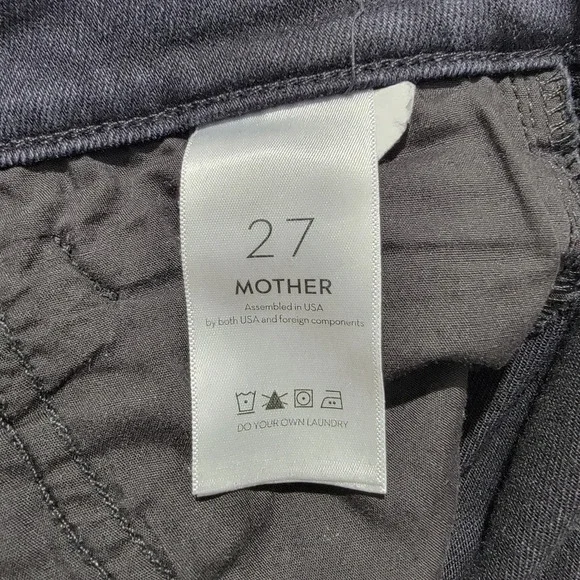 27
MOTHER
Assembled in USA
by both USA and foreign components
DO YOUR OWN LAUNDRY